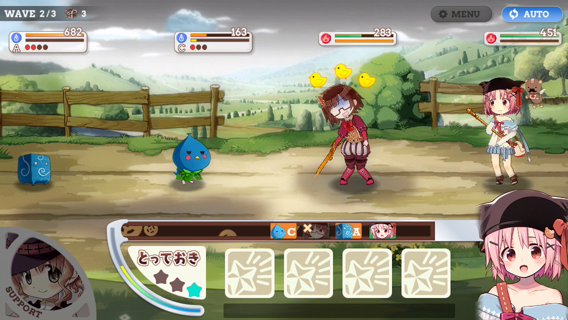 WAVE 2/3 3
MENU
AUTO
682
A
163
C
283
451
C
A
とっておき
SUPPORT